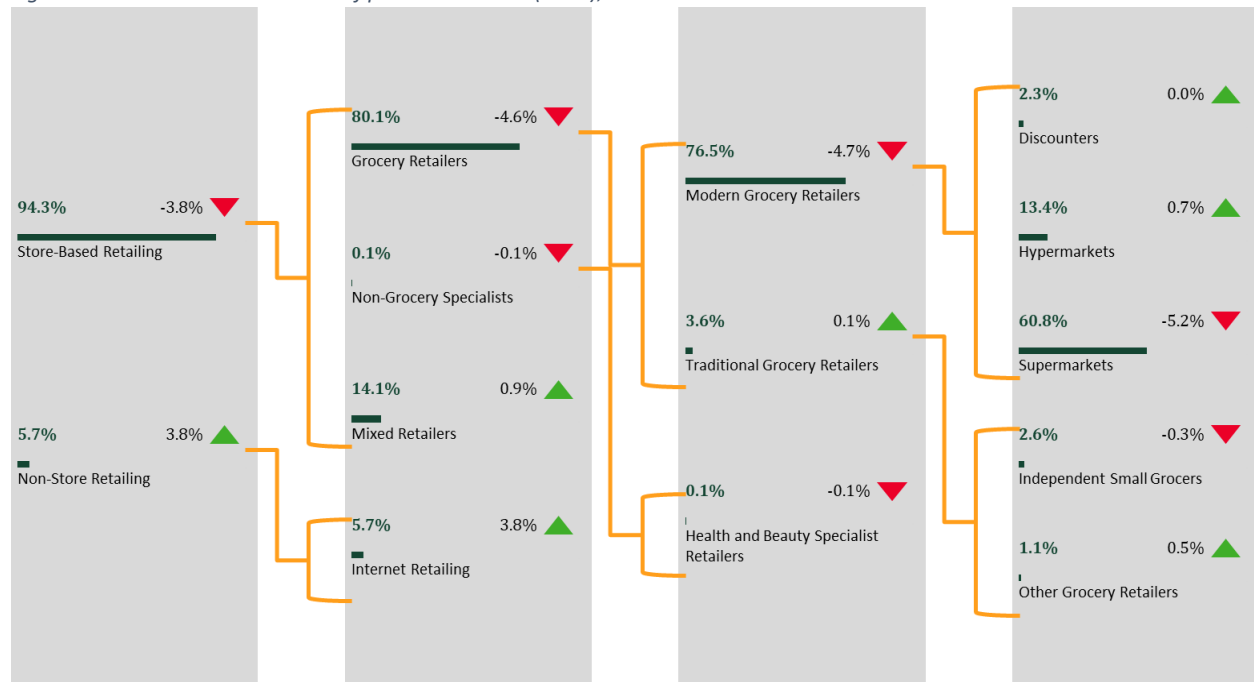 94.3% -3.8%
Store-Based Retailing
5.7% 3.8%
Non-Store Retailing
80.1% -4.6%
Grocery Retailers
0.1% -0.1%
Non-Grocery Specialists
14.1% 0.9%
Mixed Retailers
5.7% 3.8%
Internet Retailing
76.5% -4.7%
Modern Grocery Retailers
3.6% 0.1%
Traditional Grocery Retailers
0.1% -0.1%
Health and Beauty Specialist
Retailers
2.3% 0.0%
Discounters
13.4% 0.7%
Hypermarkets
60.8% -5.2%
Supermarkets
2.6% -0.3%
Independent Small Grocers
1.1% 0.5%
Other Grocery Retailers